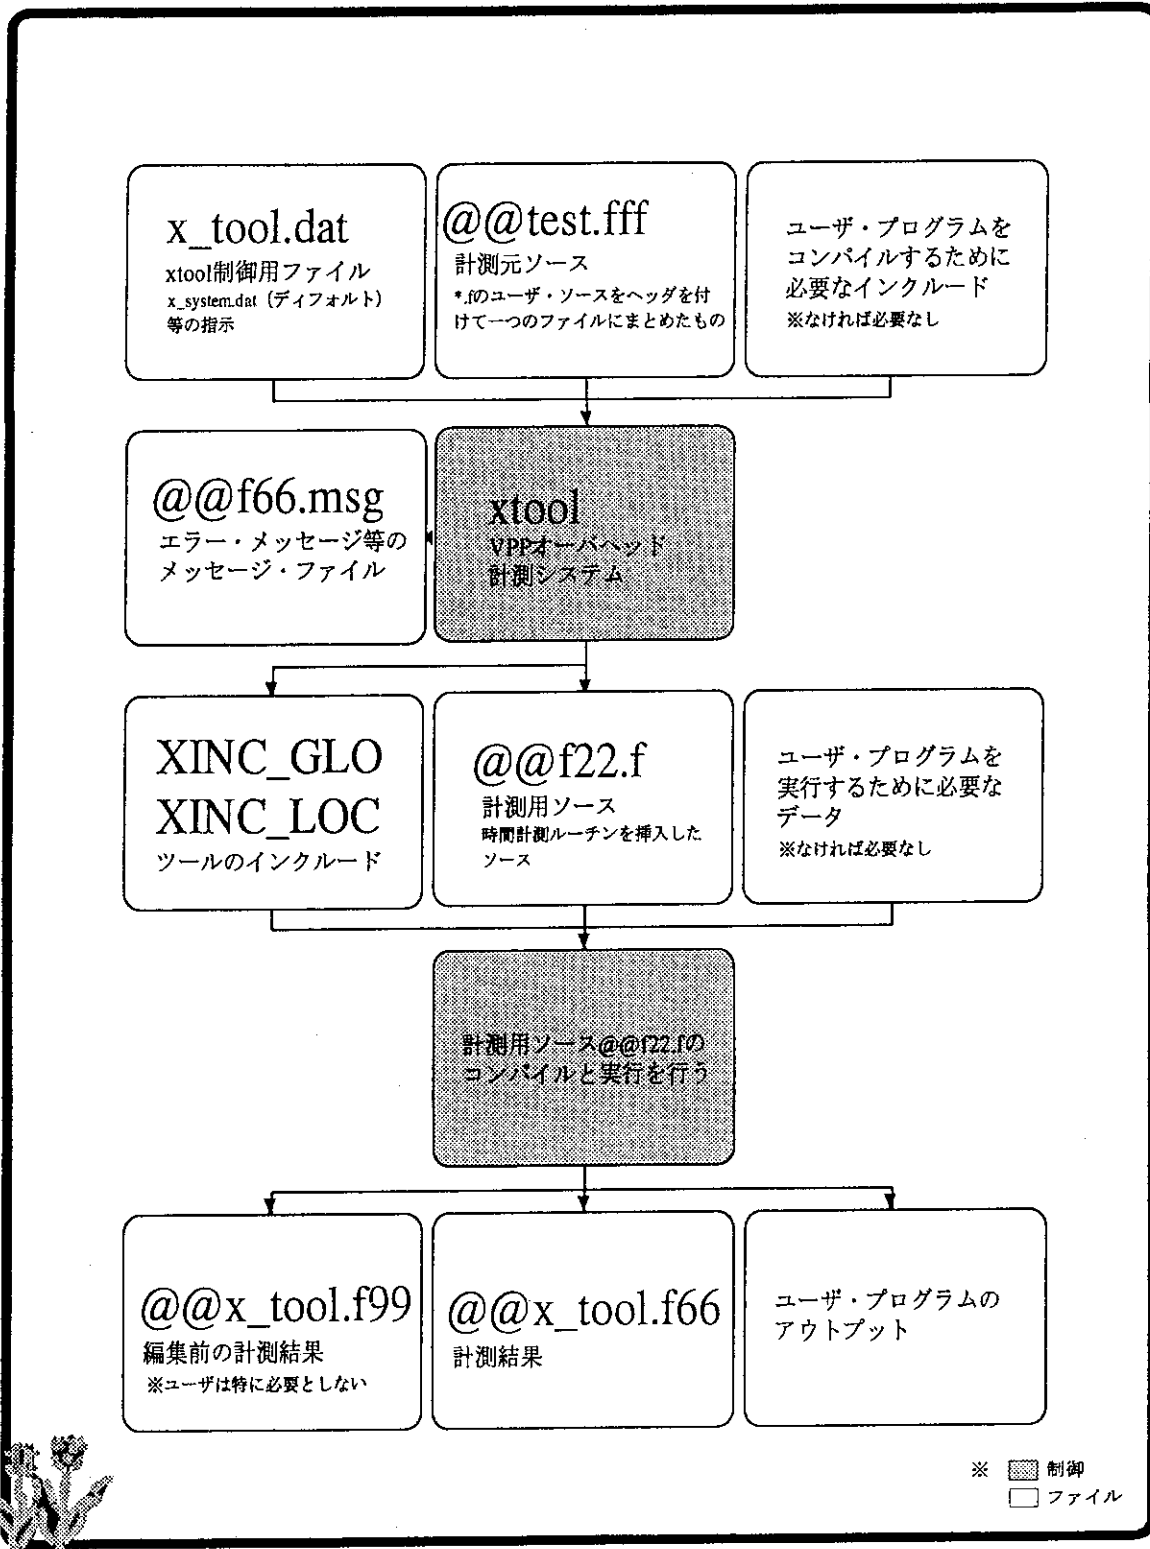 x_tool.dat
xtool制御用ファイル
x_system.dat（ディフォルト）
等の指示
@@test.fff
計測元ソース
*.fのユーザ・ソースをヘッダを付
けて一つのファイルにまとめたもの
ユーザ・プログラムを
コンパイルするために
必要なインクルード
※なければ必要なし
@@f66.msg
エラー・メッセージ等の
メッセージ・ファイル
xtool
VPPオーバヘッド
計測システム
XINC_GLO
XINC_LOC
ツールのインクルード
@@f22.f
計測用ソース
時間計測ルーチンを挿入した
ソース
ユーザ・プログラムを
実行するために必要な
データ
※なければ必要なし
計測用ソース@@f22.fの
コンパイルと実行を行う
@@x_tool.f99
編集前の計測結果
※ユーザは特に必要としない
@@x_tool.f66
計測結果
ユーザ・プログラムの
アウトプット
※ 制御
ファイル